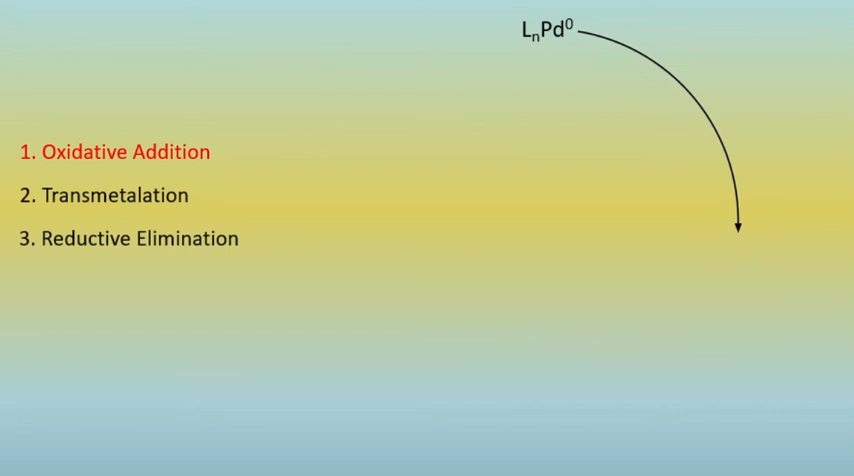 LₙPd⁰
1. Oxidative Addition
2. Transmetalation
3. Reductive Elimination